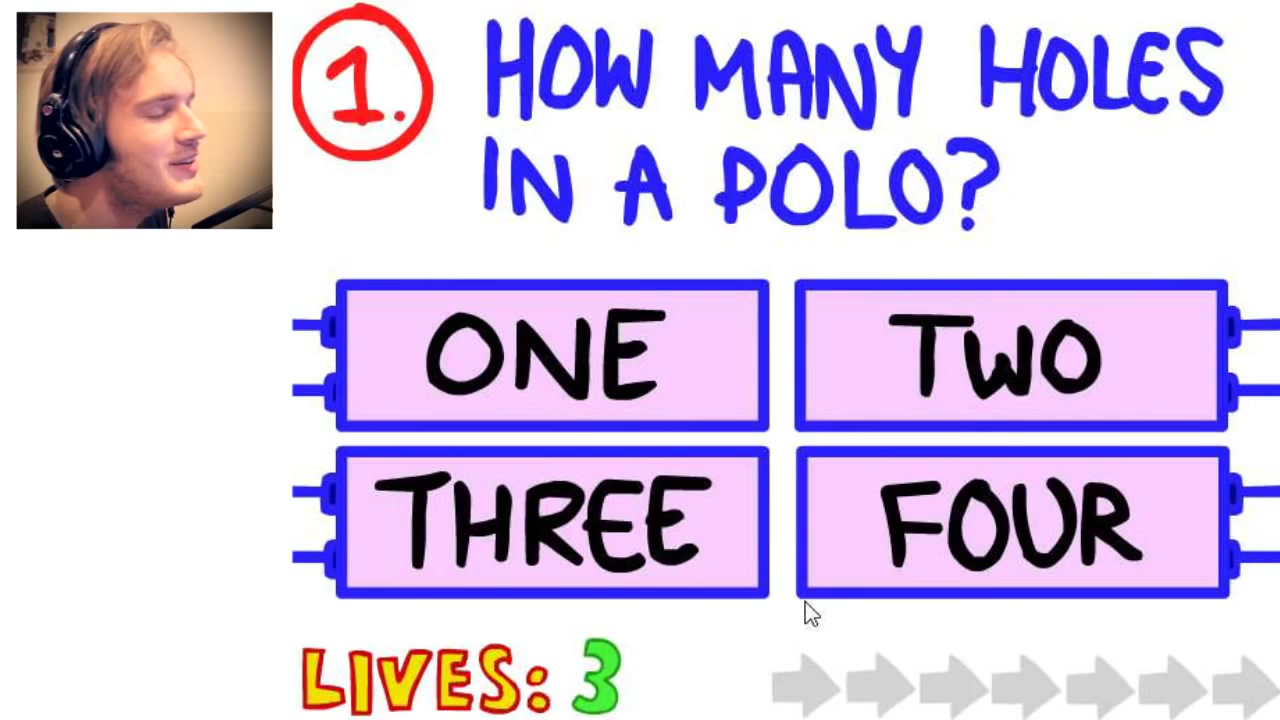 1.
HOW MANY HOLES
IN A POLO?
ONE
TWO
THREE
FOUR
LIVES: 3